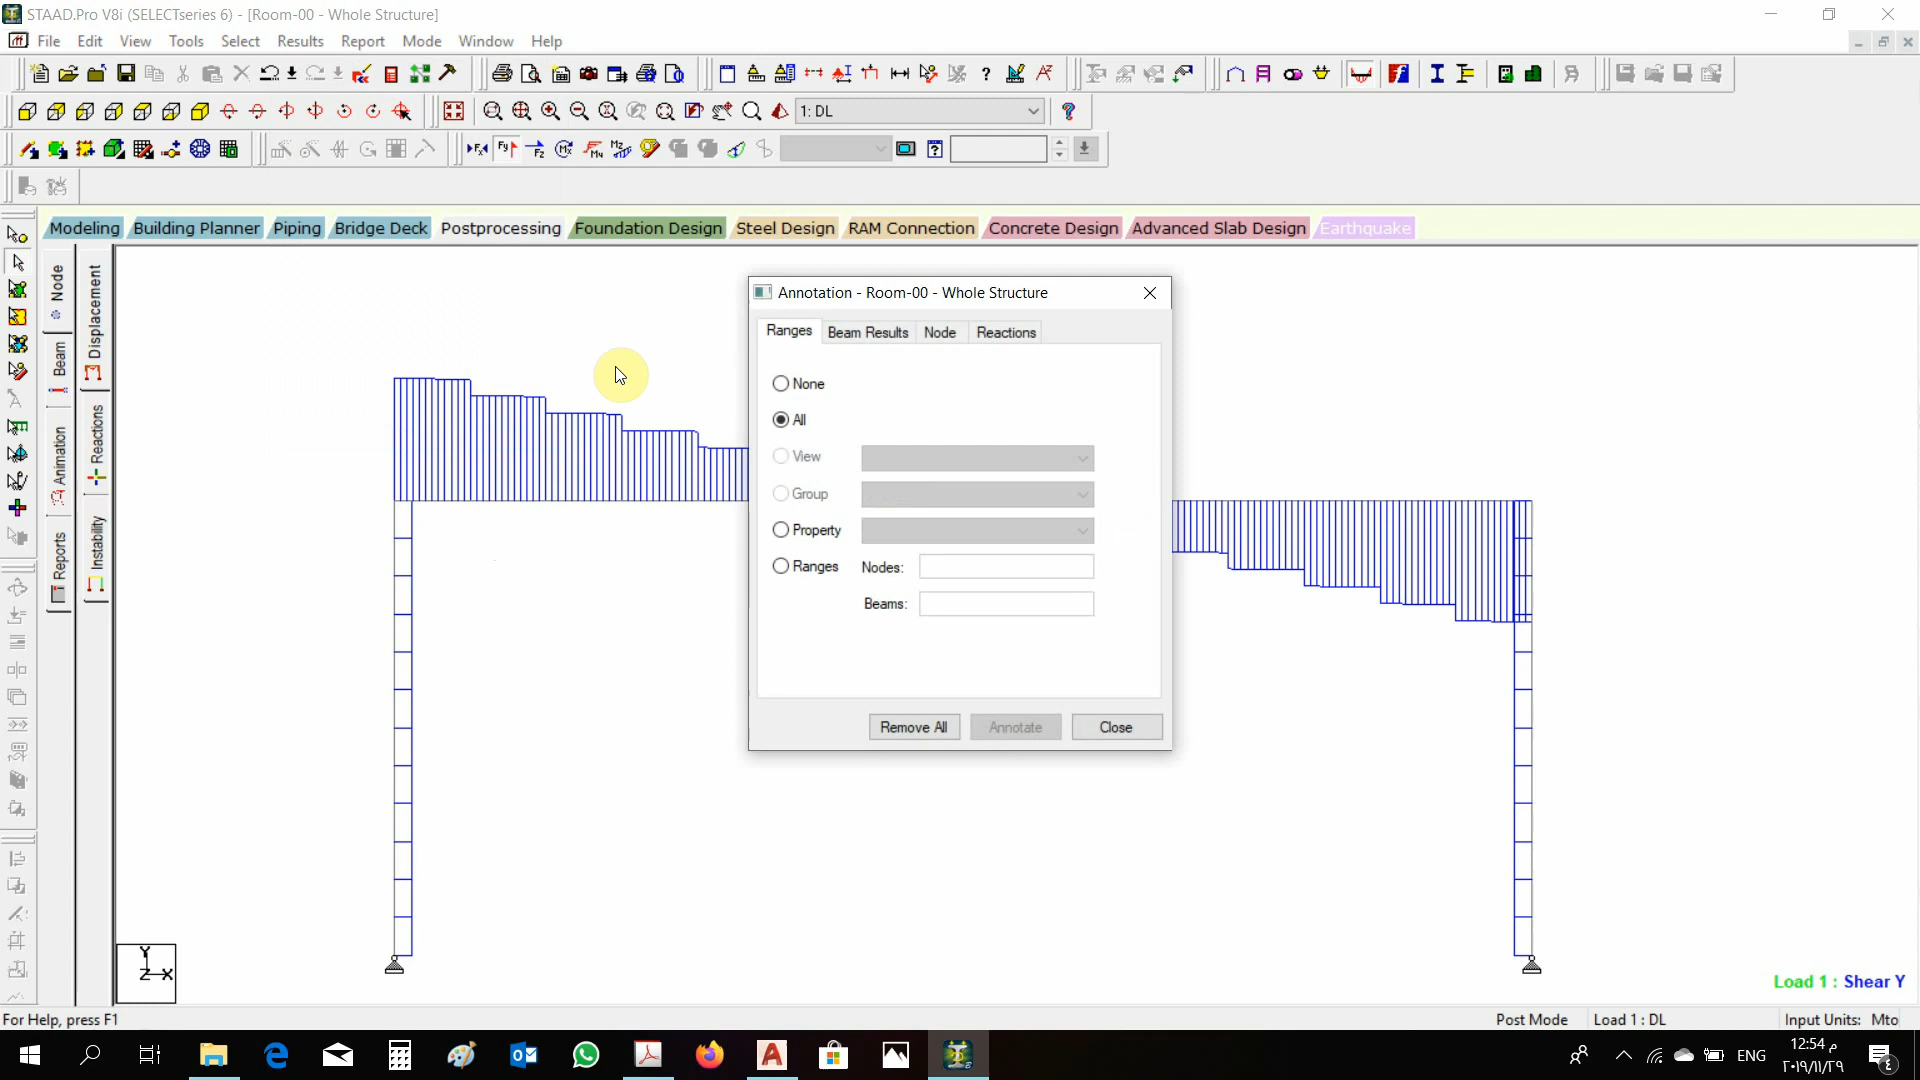 STAAD.Pro V8i (SELECTseries 6) - [Room-00 - Whole Structure]
File Edit View Tools Select Results Report Mode Window Help
1: DL
Modeling Building Planner Piping Bridge Deck Postprocessing Foundation Design Steel Design RAM Connection Concrete Design Advanced Slab Design Earthquake
Node
Beam
Animation
Reports
Displacement
Reactions
Instability
Annotation - Room-00 - Whole Structure
Ranges Beam Results Node Reactions
None
All
View
Group
Property
Ranges Nodes:
Beams:
Remove All Annotate Close
Y
Z X
Load 1 : Shear Y
For Help, press F1
Post Mode Load 1 : DL Input Units: Mto
ENG
12:54 م
٢٠١٩/١١/٢٩
٤